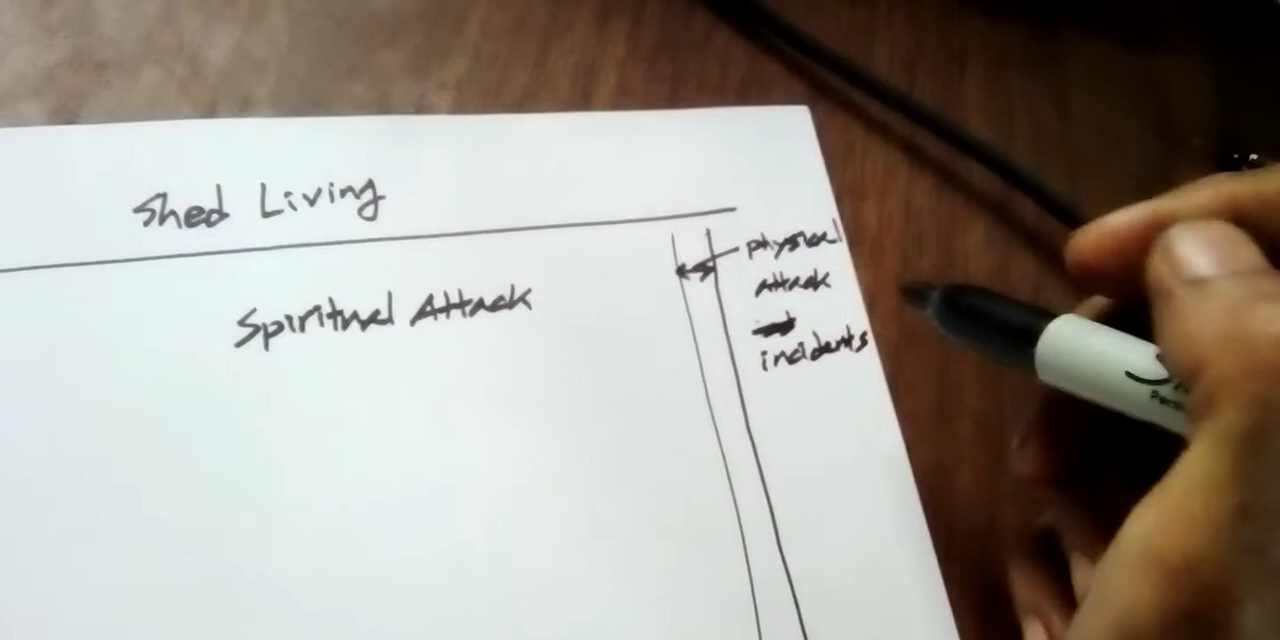 Shed Living
Spiritual Attack
physical
attack
incidents